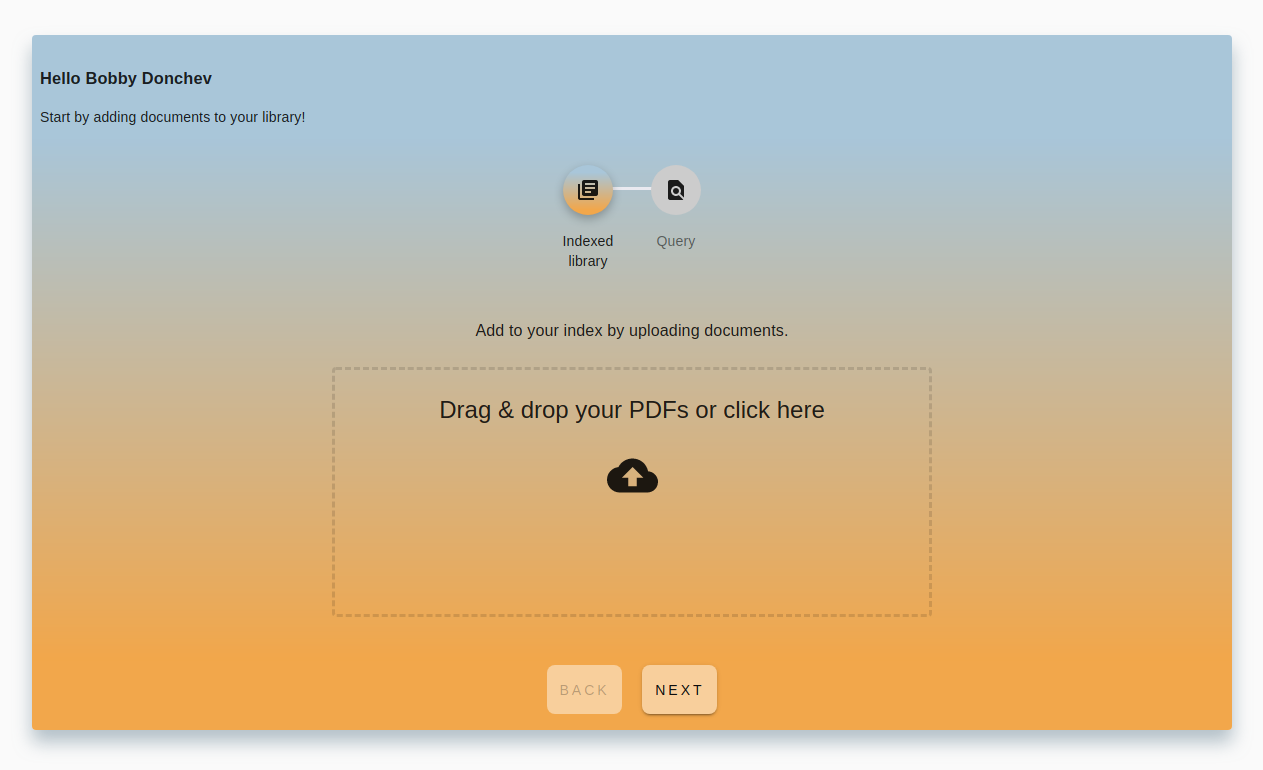 Hello Bobby Donchev
Start by adding documents to your library!
Indexed
library
Query
Add to your index by uploading documents.
Drag & drop your PDFs or click here
BACK
NEXT